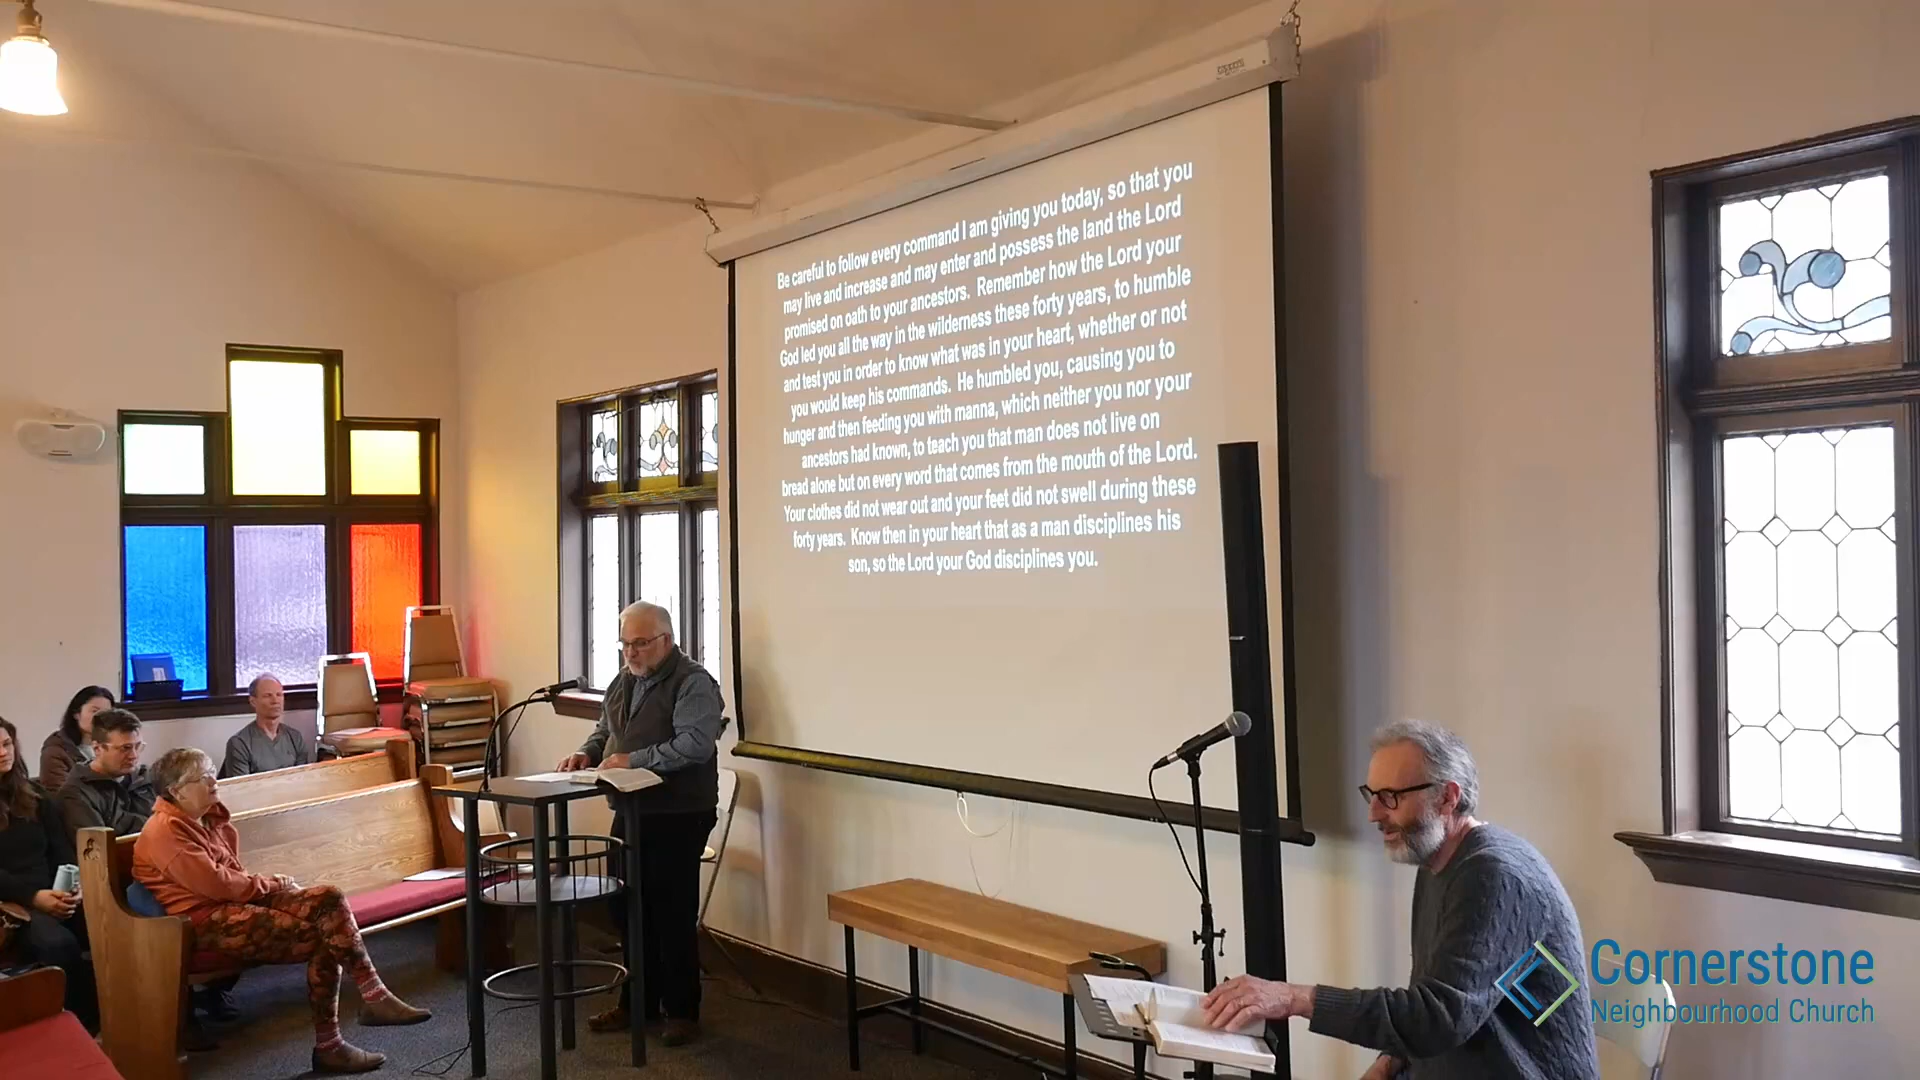 Be careful to follow every command I am giving you today, so that you
may live and increase and may enter and possess the land the Lord
promised on oath to your ancestors. Remember how the Lord your
God led you all the way in the wilderness these forty years, to humble
and test you in order to know what was in your heart, whether or not
you would keep his commands. He humbled you, causing you to
hunger and then feeding you with manna, which neither you nor your
ancestors had known, to teach you that man does not live on
bread alone but on every word that comes from the mouth of the Lord.
Your clothes did not wear out and your feet did not swell during these
forty years. Know then in your heart that as a man disciplines his
son, so the Lord your God disciplines you.
Cornerstone
Neighbourhood Church